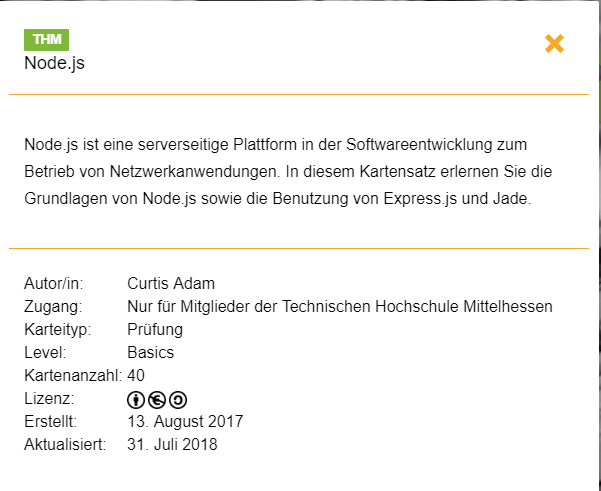 THM
Node.js
Node.js ist eine serverseitige Plattform in der Softwareentwicklung zum
Betrieb von Netzwerkanwendungen. In diesem Kartensatz erlernen Sie die
Grundlagen von Node.js sowie die Benutzung von Express.js und Jade.
Autor/in: Curtis Adam
Zugang: Nur für Mitglieder der Technischen Hochschule Mittelhessen
Karteityp: Prüfung
Level: Basics
Kartenanzahl: 40
Lizenz:
Erstellt: 13. August 2017
Aktualisiert: 31. Juli 2018